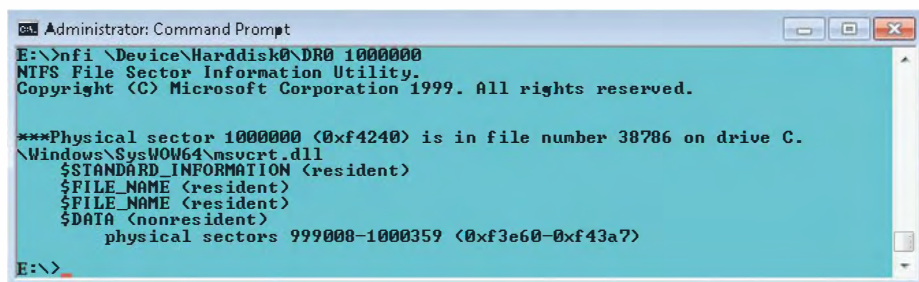 Administrator: Command Prompt
E:\>nfi \Device\Harddisk0\DR0 1000000
NTFS File Sector Information Utility.
Copyright (C) Microsoft Corporation 1999. All rights reserved.
***Physical sector 1000000 (0xf4240) is in file number 38786 on drive C.
\Windows\SysWOW64\msvcrt.dll
$STANDARD_INFORMATION (resident)
$FILE_NAME (resident)
$FILE_NAME (resident)
$DATA (nonresident)
physical sectors 999008-1000359 (0xf3e60-0xf43a7)
E:\>_